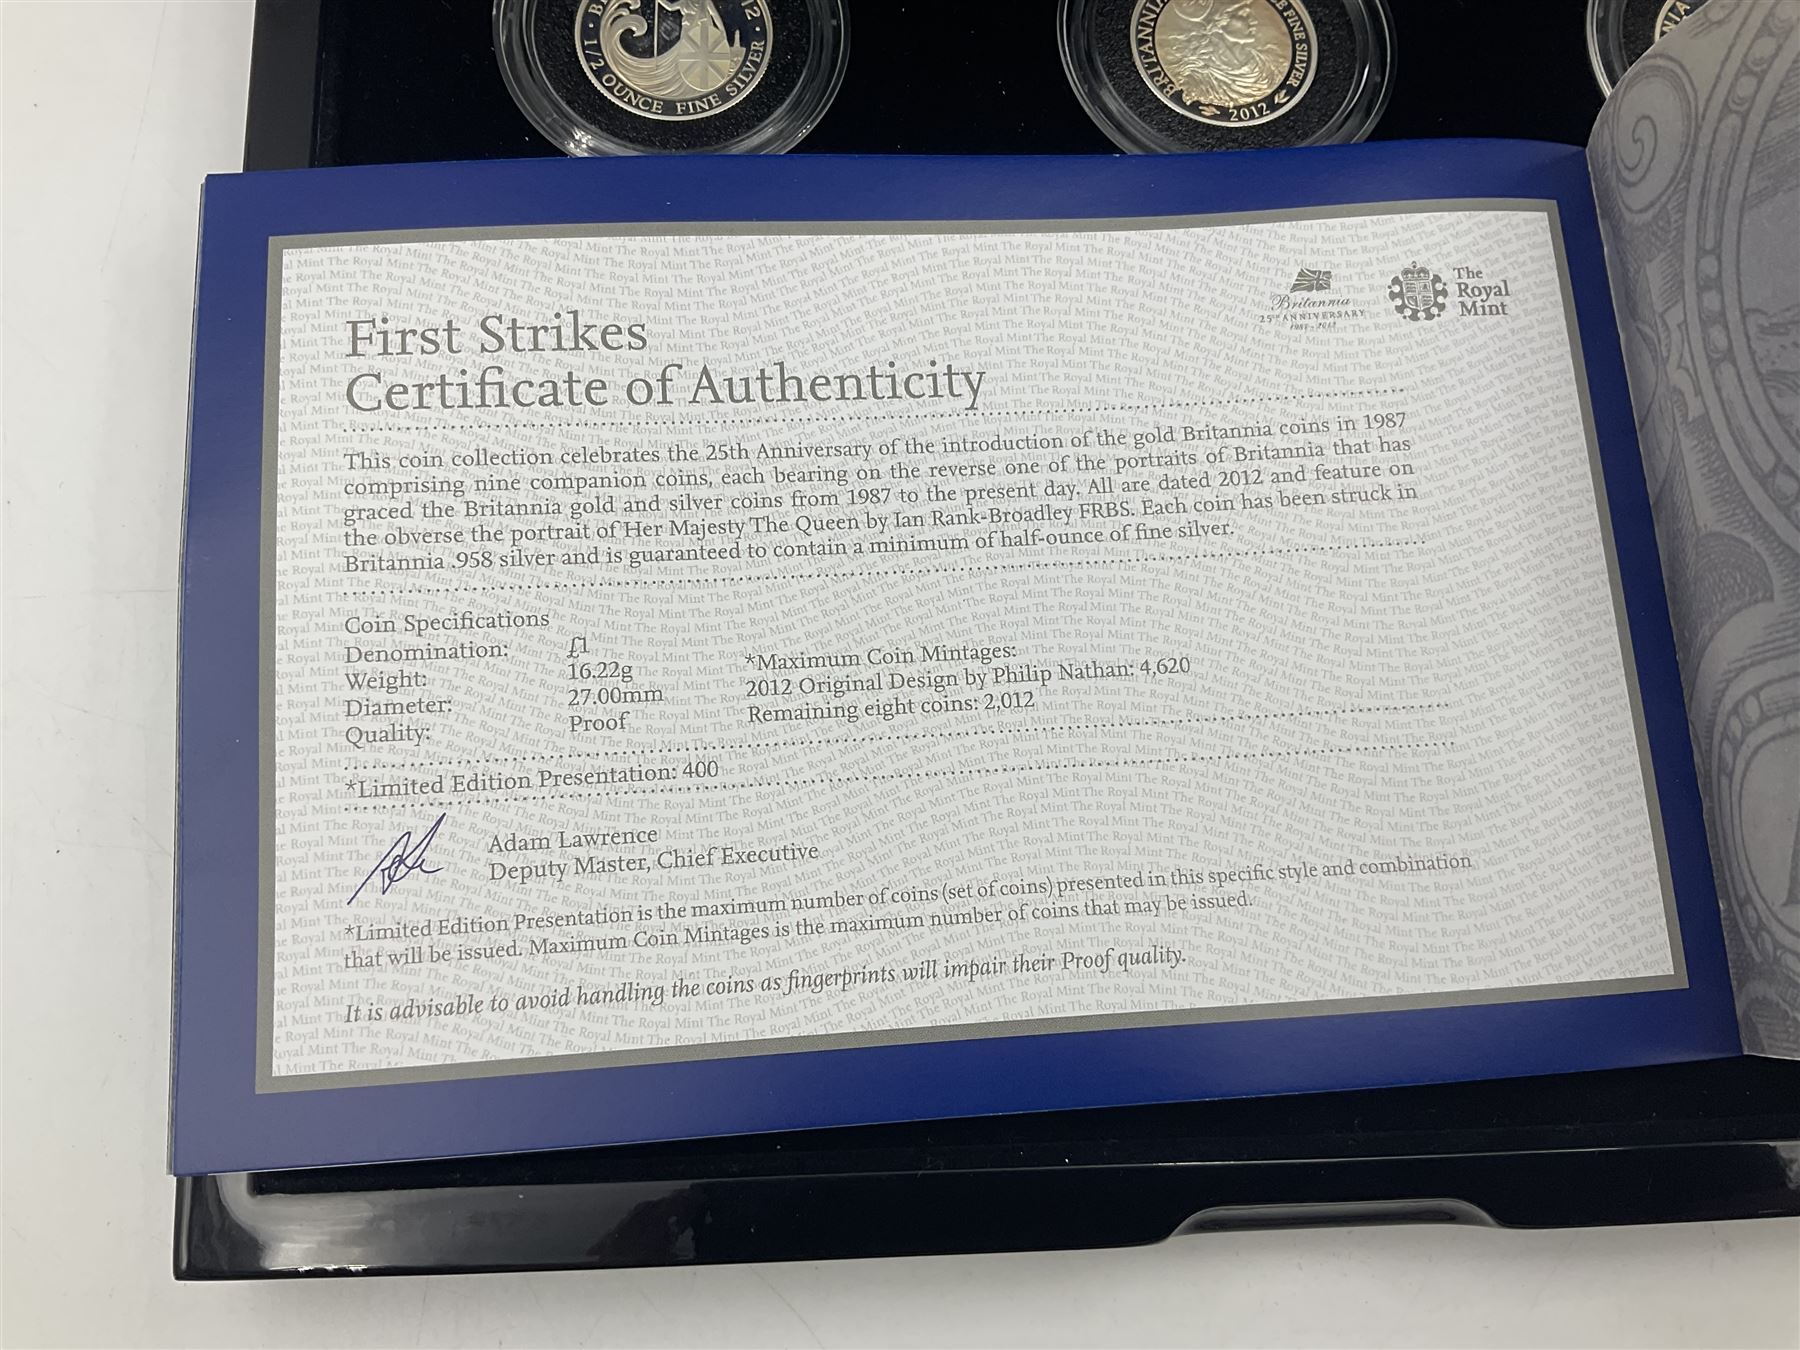 1/2 OUNCE FINE SILVER
BRITANNIA
FINE SILVER
2012
Britannia
25TH ANNIVERSARY
1987 - 2012
The
Royal
Mint
First Strikes
Certificate of Authenticity
This coin collection celebrates the 25th Anniversary of the introduction of the gold Britannia coins in 1987
comprising nine companion coins, each bearing on the reverse one of the portraits of Britannia that has
graced the Britannia gold and silver coins from 1987 to the present day. All are dated 2012 and feature on
the obverse the portrait of Her Majesty The Queen by Ian Rank-Broadley FRBS. Each coin has been struck in
Britannia .958 silver and is guaranteed to contain a minimum of half-ounce of fine silver.
Coin Specifications
Denomination: £1
Weight: 16.22g
Diameter: 27.00mm
Quality: Proof
*Maximum Coin Mintages:
2012 Original Design by Philip Nathan: 4,620
Remaining eight coins: 2,012
*Limited Edition Presentation: 400
Adam Lawrence
Deputy Master, Chief Executive
*Limited Edition Presentation is the maximum number of coins (set of coins) presented in this specific style and combination
that will be issued. Maximum Coin Mintages is the maximum number of coins that may be issued.
It is advisable to avoid handling the coins as fingerprints will impair their Proof quality.